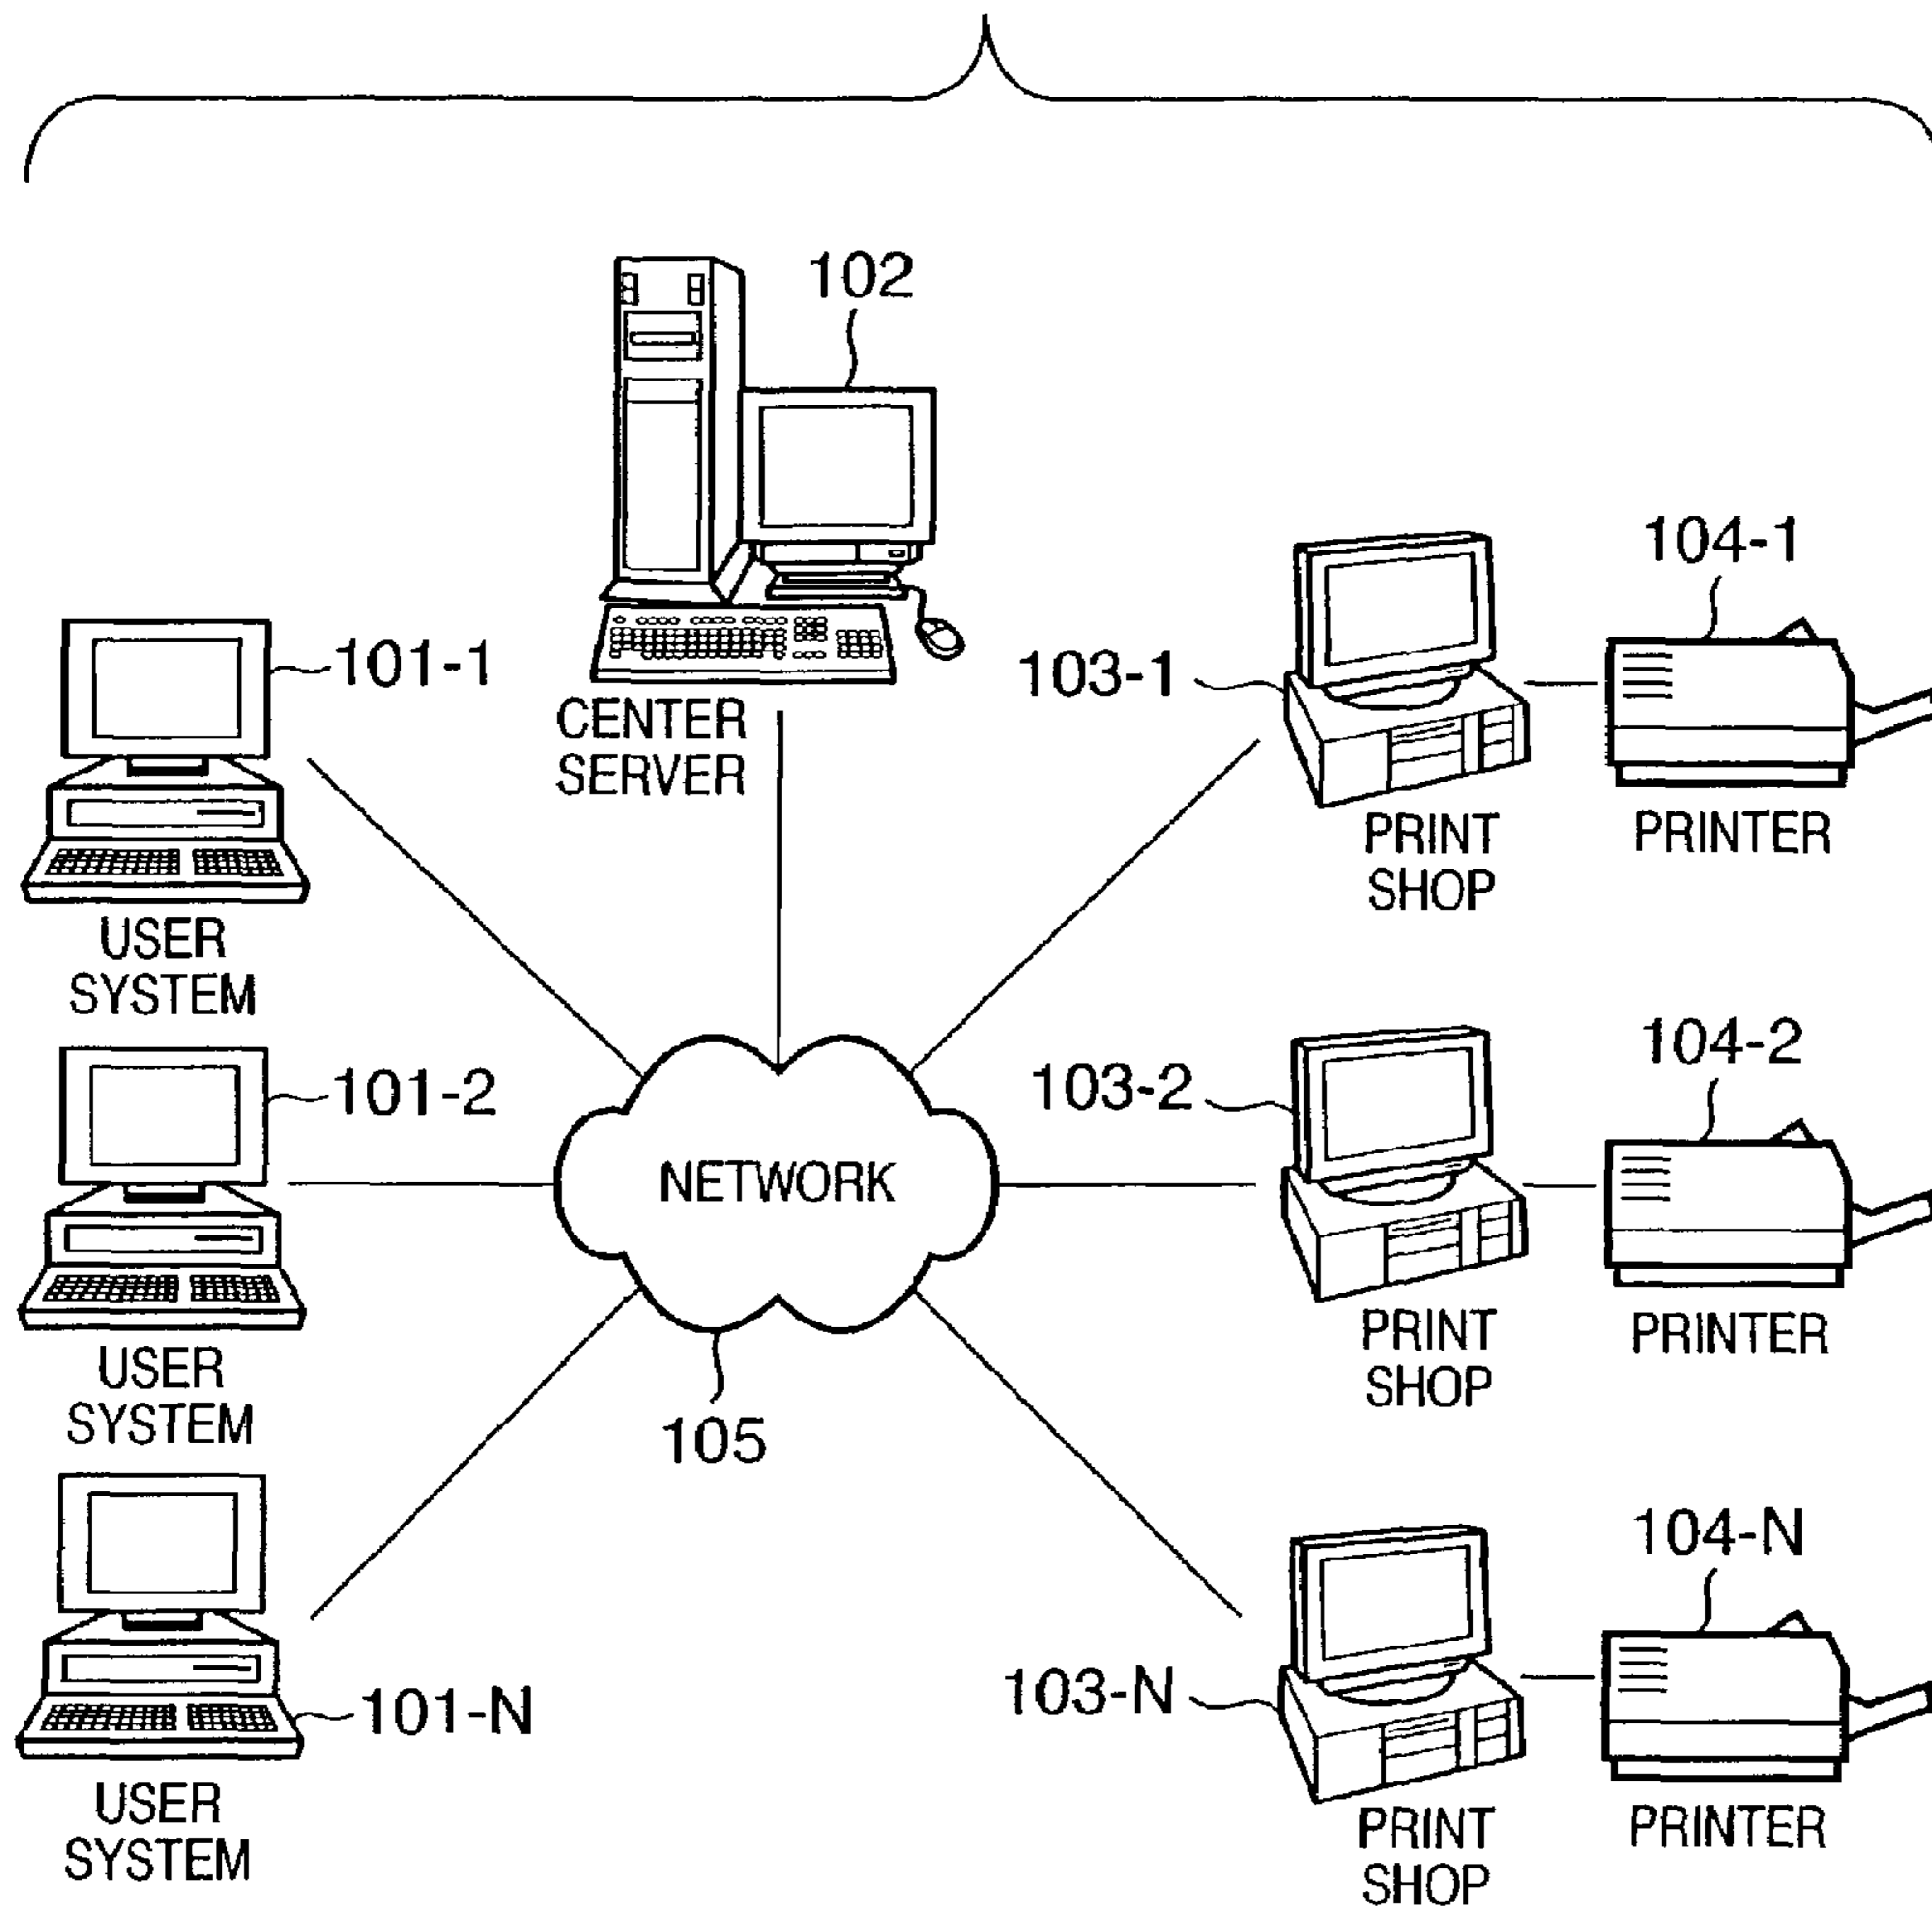 102
CENTER
SERVER
101-1
USER
SYSTEM
103-1
PRINT
SHOP
104-1
PRINTER
101-2
USER
SYSTEM
NETWORK
105
103-2
PRINT
SHOP
104-2
PRINTER
101-N
USER
SYSTEM
103-N
PRINT
SHOP
104-N
PRINTER